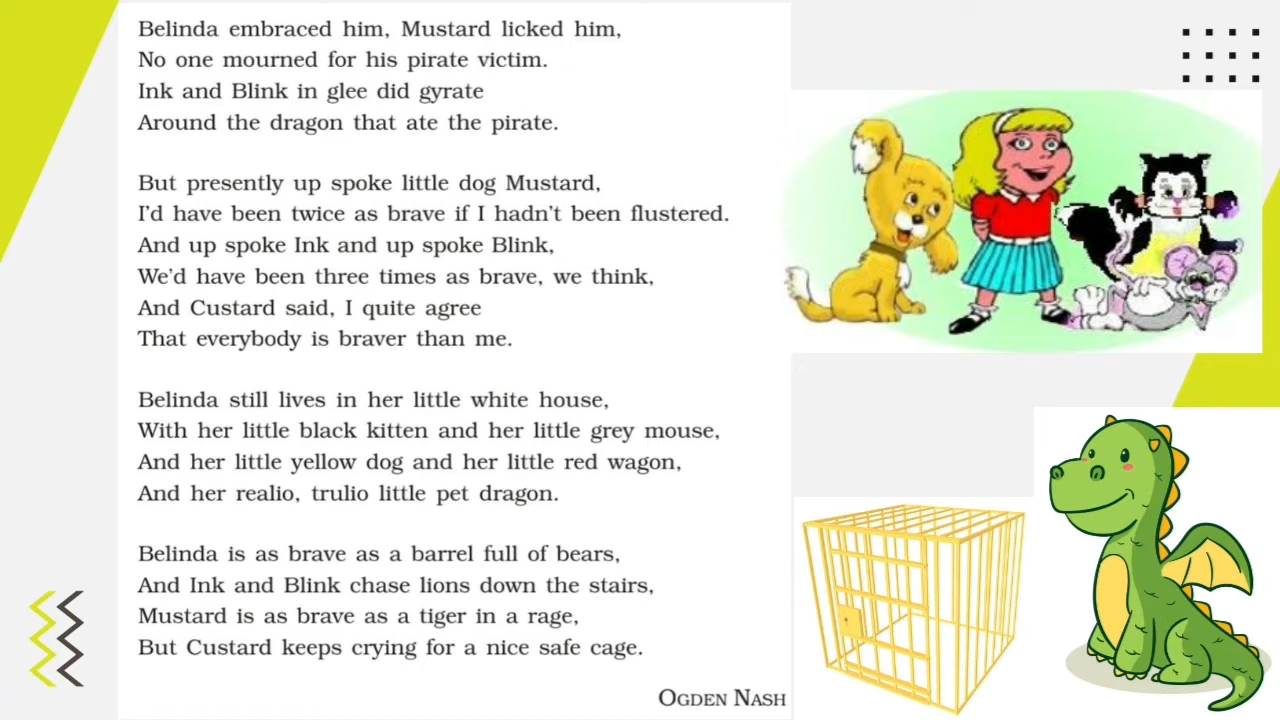 Belinda embraced him, Mustard licked him,
No one mourned for his pirate victim.
Ink and Blink in glee did gyrate
Around the dragon that ate the pirate.
But presently up spoke little dog Mustard,
I'd have been twice as brave if I hadn't been flustered.
And up spoke Ink and up spoke Blink,
We'd have been three times as brave, we think,
And Custard said, I quite agree
That everybody is braver than me.
Belinda still lives in her little white house,
With her little black kitten and her little grey mouse,
And her little yellow dog and her little red wagon,
And her realio, trulio little pet dragon.
Belinda is as brave as a barrel full of bears,
And Ink and Blink chase lions down the stairs,
Mustard is as brave as a tiger in a rage,
But Custard keeps crying for a nice safe cage.
OGDEN NASH